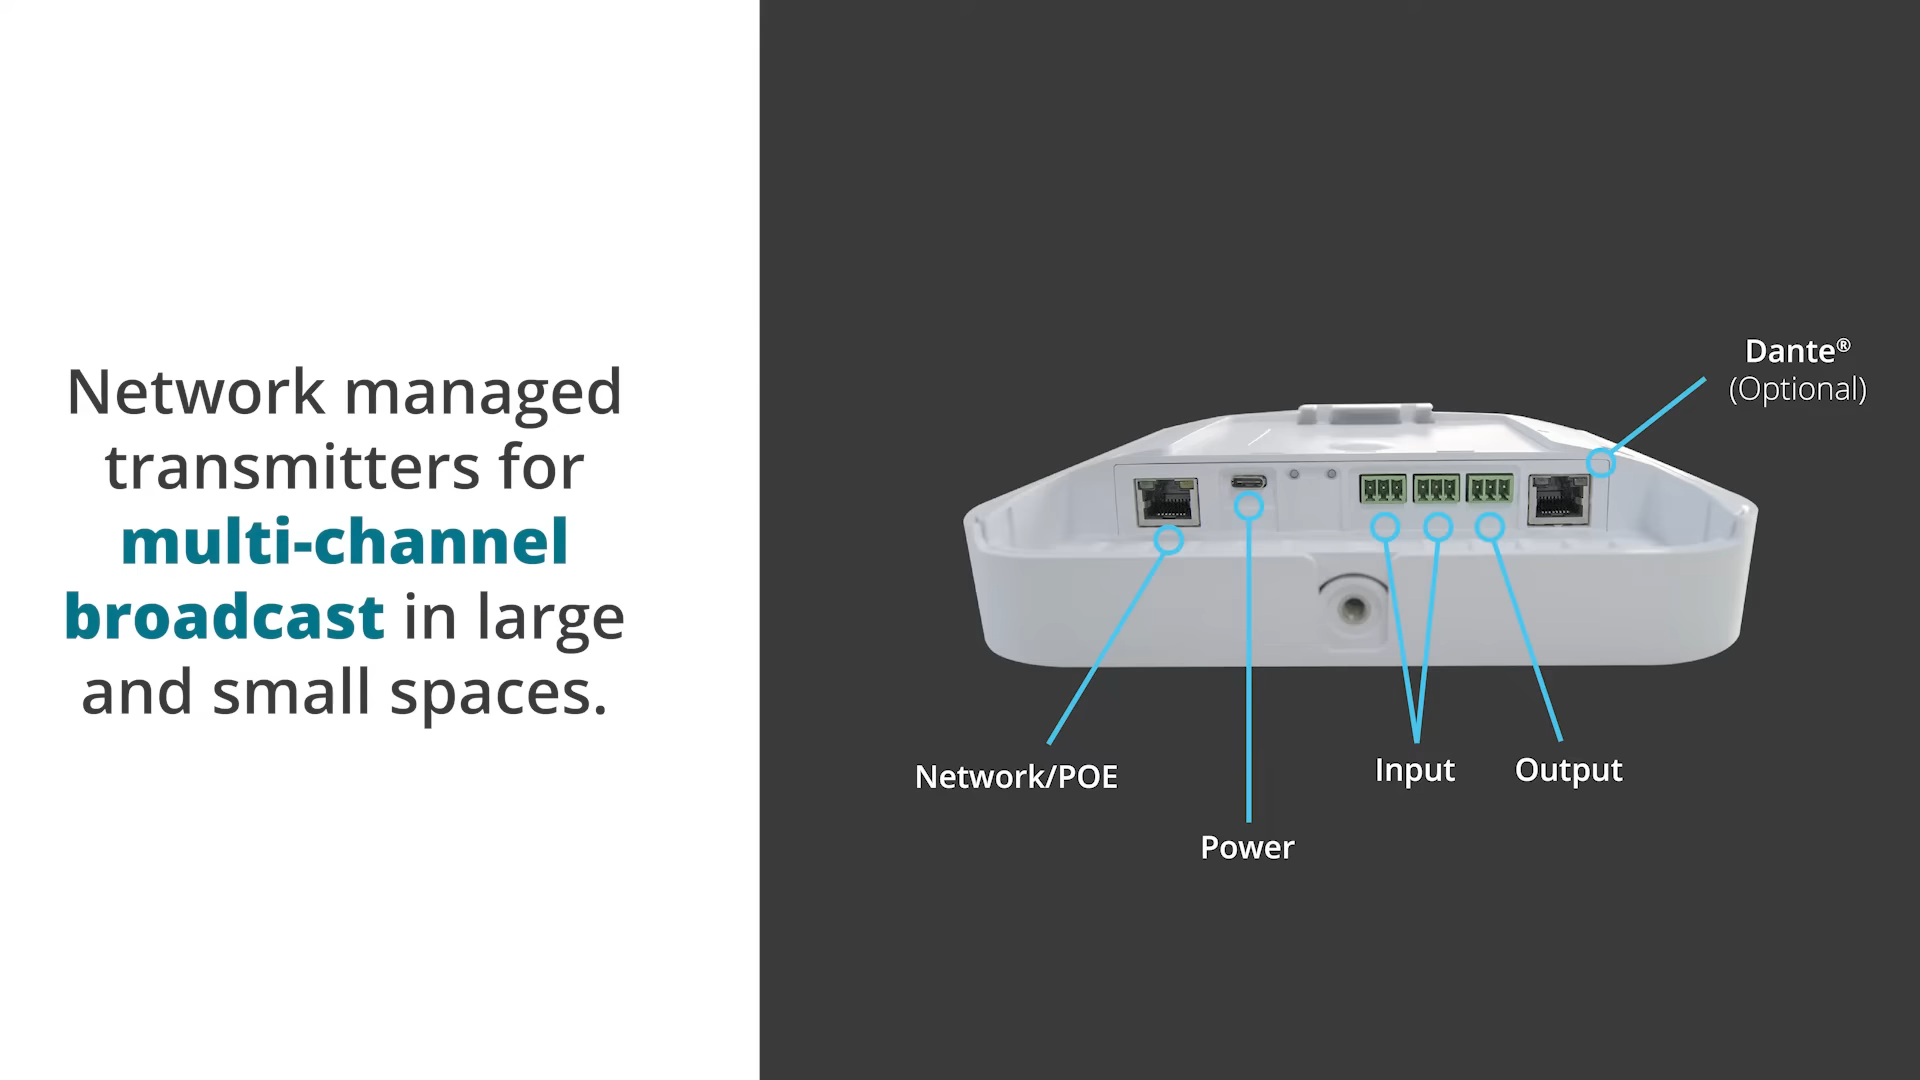 Network managed
transmitters for
multi-channel
broadcast in large
and small spaces.
Dante®
(Optional)
Network/POE
Power
Input
Output